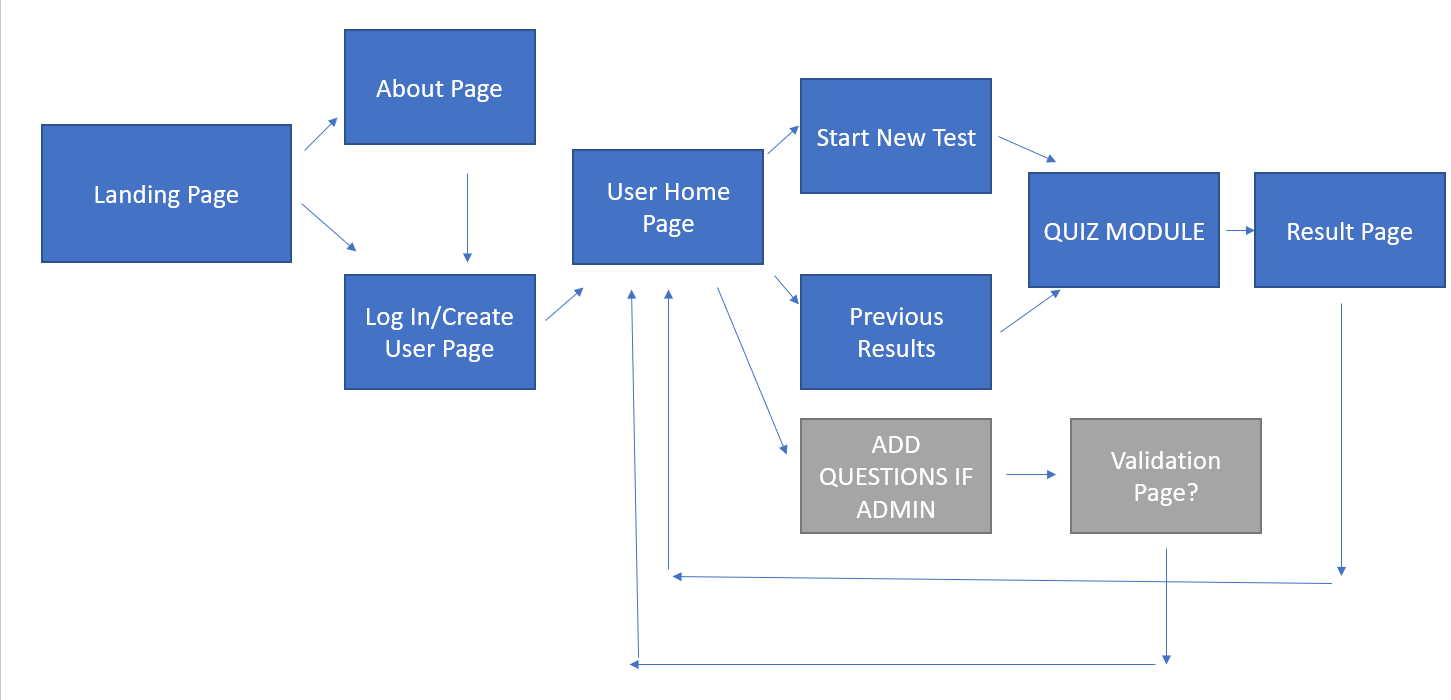 About Page
Landing Page
Log In/Create
User Page
User Home
Page
Start New Test
Previous
Results
QUIZ MODULE
Result Page
ADD
QUESTIONS IF
ADMIN
Validation
Page?